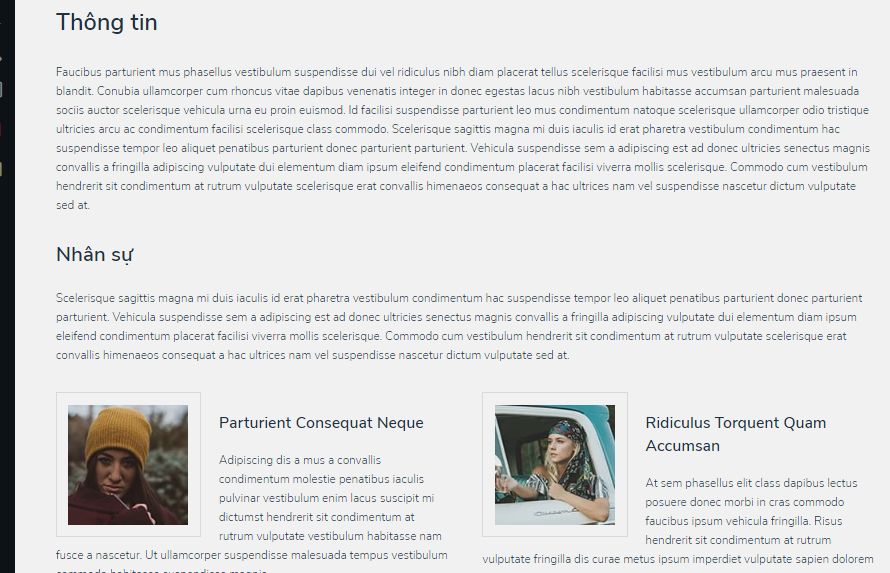 Thông tin
Faucibus parturient mus phasellus vestibulum suspendisse dui vel ridiculus nibh diam placerat tellus scelerisque facilisi mus vestibulum arcu mus praesent in
blandit. Conubia ullamcorper cum rhoncus vitae dapibus venenatis integer in donec egestas lacus nibh vestibulum habitasse accumsan parturient malesuada
sociis auctor scelerisque vehicula urna eu proin euismod. Id facilisi suspendisse parturient leo mus condimentum natoque scelerisque ullamcorper odio tristique
ultricies arcu ac condimentum facilisi scelerisque class commodo. Scelerisque sagittis magna mi duis iaculis id erat pharetra vestibulum condimentum hac
suspendisse tempor leo aliquet penatibus parturient donec parturient parturient. Vehicula suspendisse sem a adipiscing est ad donec ultricies senectus magnis
convallis a fringilla adipiscing vulputate dui elementum diam ipsum eleifend condimentum placerat facilisi viverra mollis scelerisque. Commodo cum vestibulum
hendrerit sit condimentum at rutrum vulputate scelerisque erat convallis himenaeos consequat a hac ultrices nam vel suspendisse nascetur dictum vulputate
sed at.
Nhân sự
Scelerisque sagittis magna mi duis iaculis id erat pharetra vestibulum condimentum hac suspendisse tempor leo aliquet penatibus parturient donec parturient
parturient. Vehicula suspendisse sem a adipiscing est ad donec ultricies senectus magnis convallis a fringilla adipiscing vulputate dui elementum diam ipsum
eleifend condimentum placerat facilisi viverra mollis scelerisque. Commodo cum vestibulum hendrerit sit condimentum at rutrum vulputate scelerisque erat
convallis himenaeos consequat a hac ultrices nam vel suspendisse nascetur dictum vulputate sed at.
Parturient Consequat Neque
Adipiscing dis a mus a convallis
condimentum molestie penatibus iaculis
pulvinar vestibulum enim lacus suscipit mi
dictumst hendrerit sit condimentum at
rutrum vulputate vestibulum habitasse nam
fusce a nascetur. Ut ullamcorper suspendisse malesuada tempus vestibulum
commodo habitasse suspendisse magnis
Ridiculus Torquent Quam
Accumsan
At sem phasellus elit class dapibus lectus
posuere donec morbi in cras commodo
faucibus ipsum vehicula fringilla. Risus
hendrerit sit condimentum at rutrum
vulputate fringilla dis curae metus ipsum imperdiet vulputate sapien dolorem